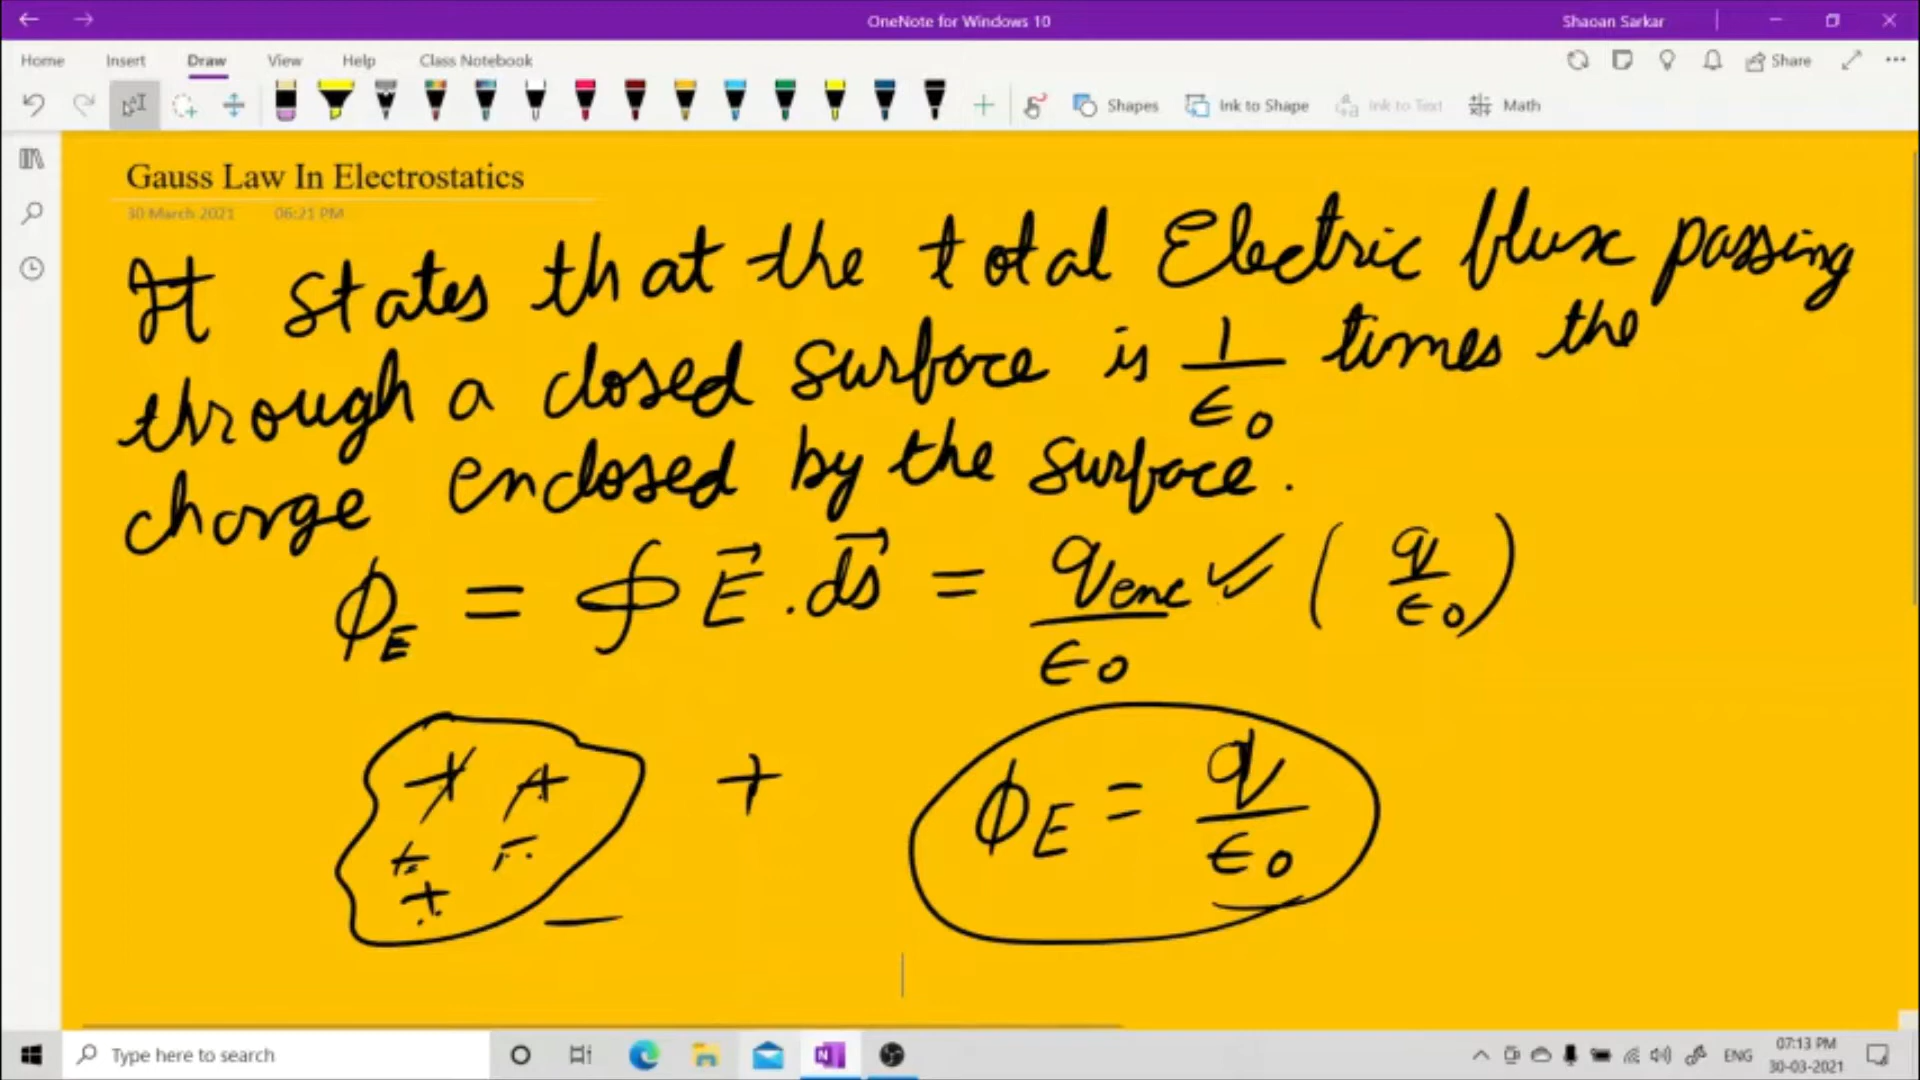 OneNote for Windows 10
Shaoan Sarkar
Home Insert Draw View Help Class Notebook
Share
Shapes Ink to Shape Ink to Text Math
Gauss Law In Electrostatics
30 March 2021 06:21 PM
It states that the total Electric flux passing
through a closed surface is 1/ϵ0 times the
charge enclosed by the surface.
ϕE = ∮ E⃗ . ds⃗ = qenc/ϵ0 ✓ ( q/ϵ0 )
+ + +
ϕE = q/ϵ0
+ -
+ -
Type here to search
ENG
07:13 PM
30-03-2021